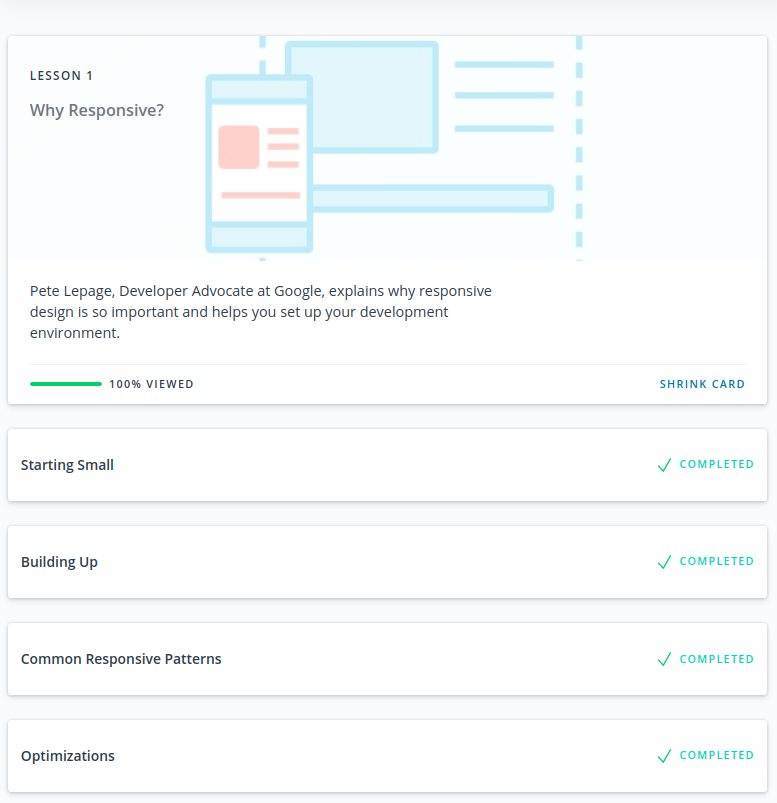 LESSON 1
Why Responsive?
Pete Lepage, Developer Advocate at Google, explains why responsive
design is so important and helps you set up your development
environment.
100% VIEWED
SHRINK CARD
Starting Small
COMPLETED
Building Up
COMPLETED
Common Responsive Patterns
COMPLETED
Optimizations
COMPLETED